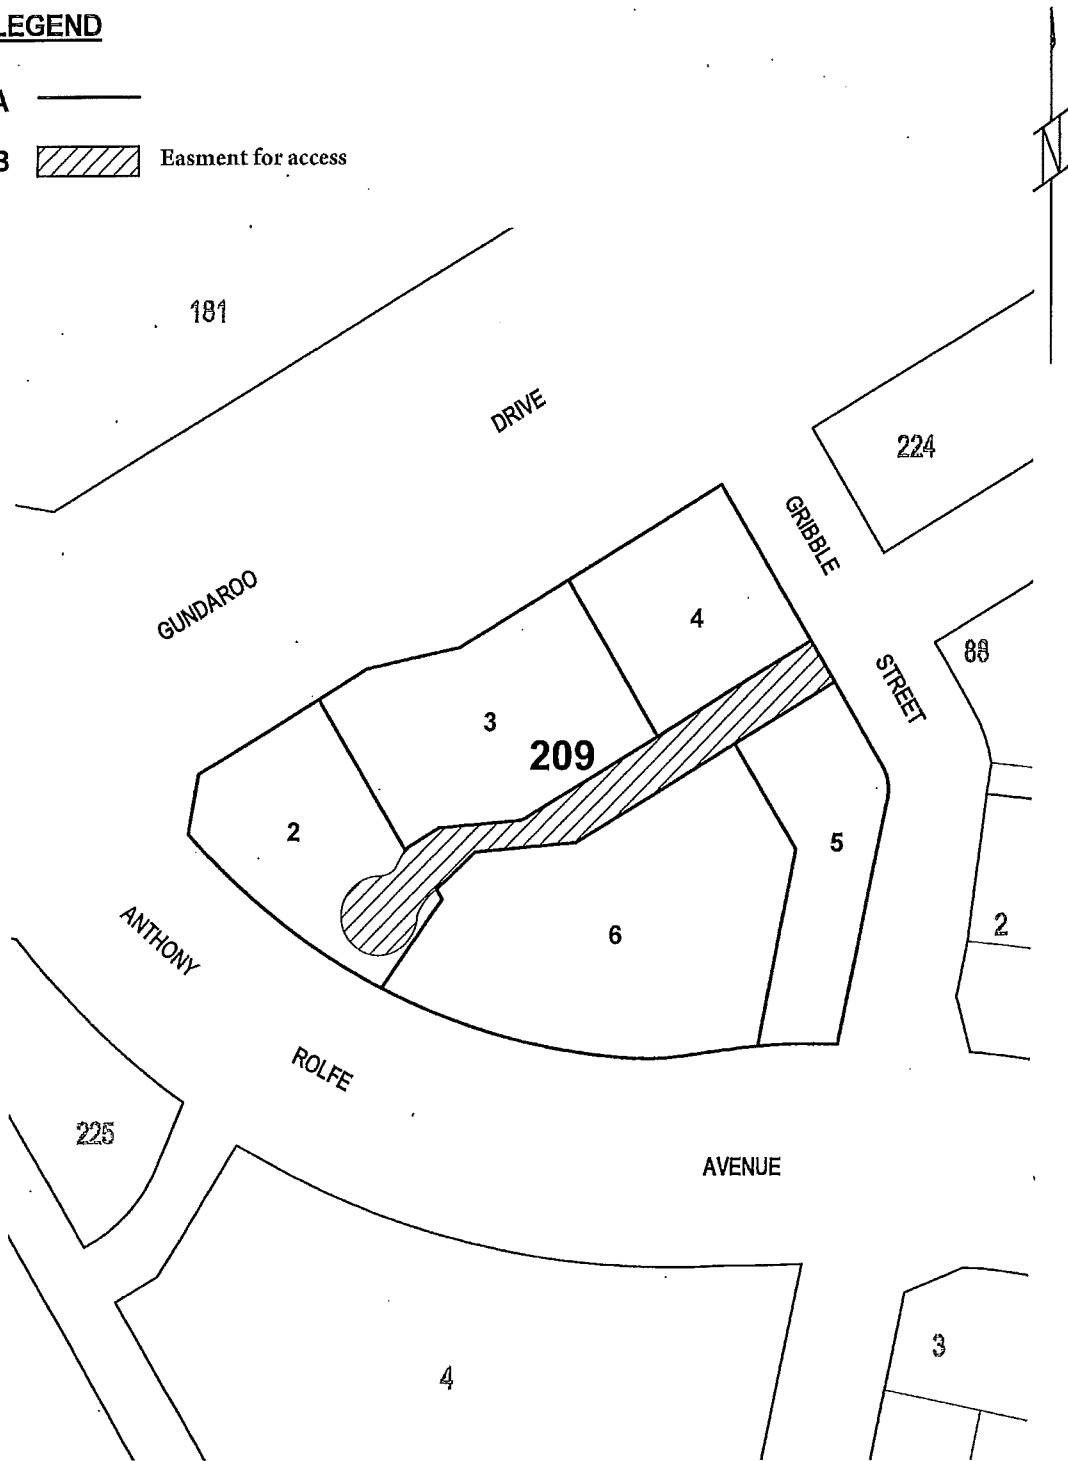 LEGEND
A
B Easment for access
N
181
DRIVE
224
GRIBBLE
GUNDAROO
4
STREET
88
3
209
2
5
ANTHONY
6
2
ROLFE
225
AVENUE
3
4